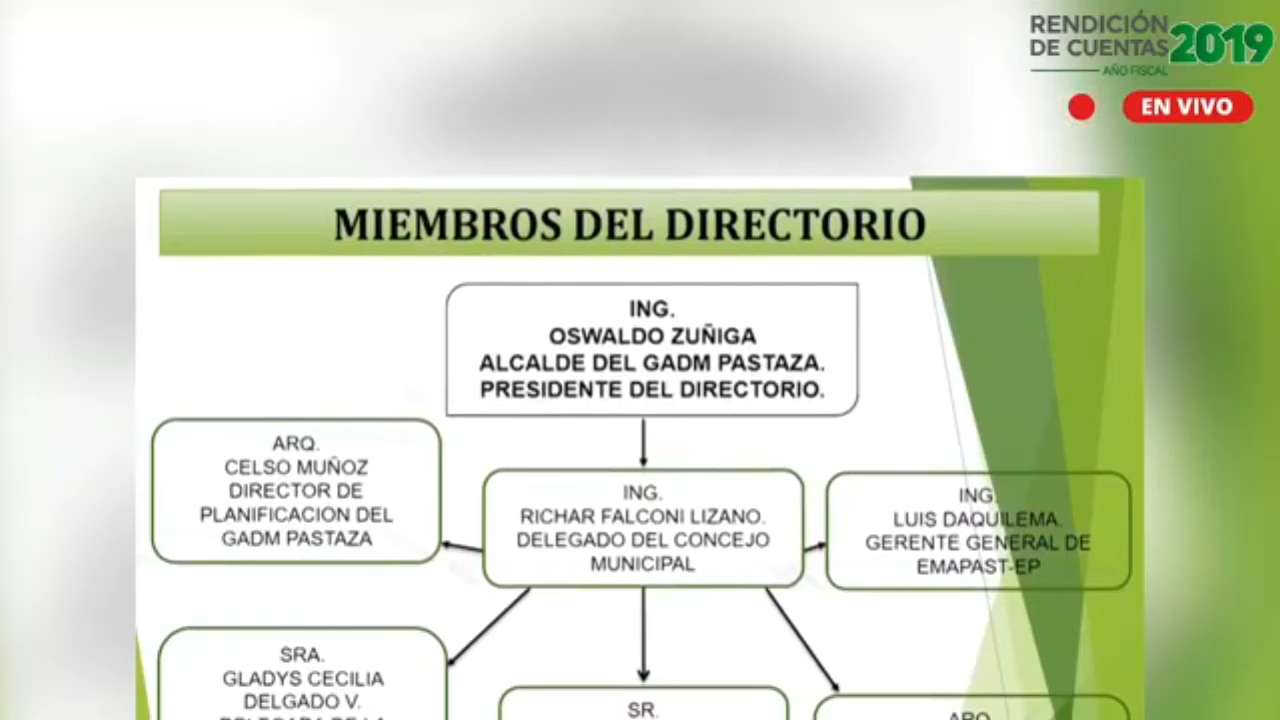 RENDICIÓN
DE CUENTAS 2019
AÑO FISCAL
EN VIVO
MIEMBROS DEL DIRECTORIO
ING.
OSWALDO ZUÑIGA
ALCALDE DEL GADM PASTAZA.
PRESIDENTE DEL DIRECTORIO.
ARQ.
CELSO MUÑOZ
DIRECTOR DE
PLANIFICACION DEL
GADM PASTAZA
ING.
RICHAR FALCONI LIZANO.
DELEGADO DEL CONCEJO
MUNICIPAL
ING.
LUIS DAQUILEMA.
GERENTE GENERAL DE
EMAPAST-EP
SRA.
GLADYS CECILIA
DELGADO V.
SR.
ARQ.